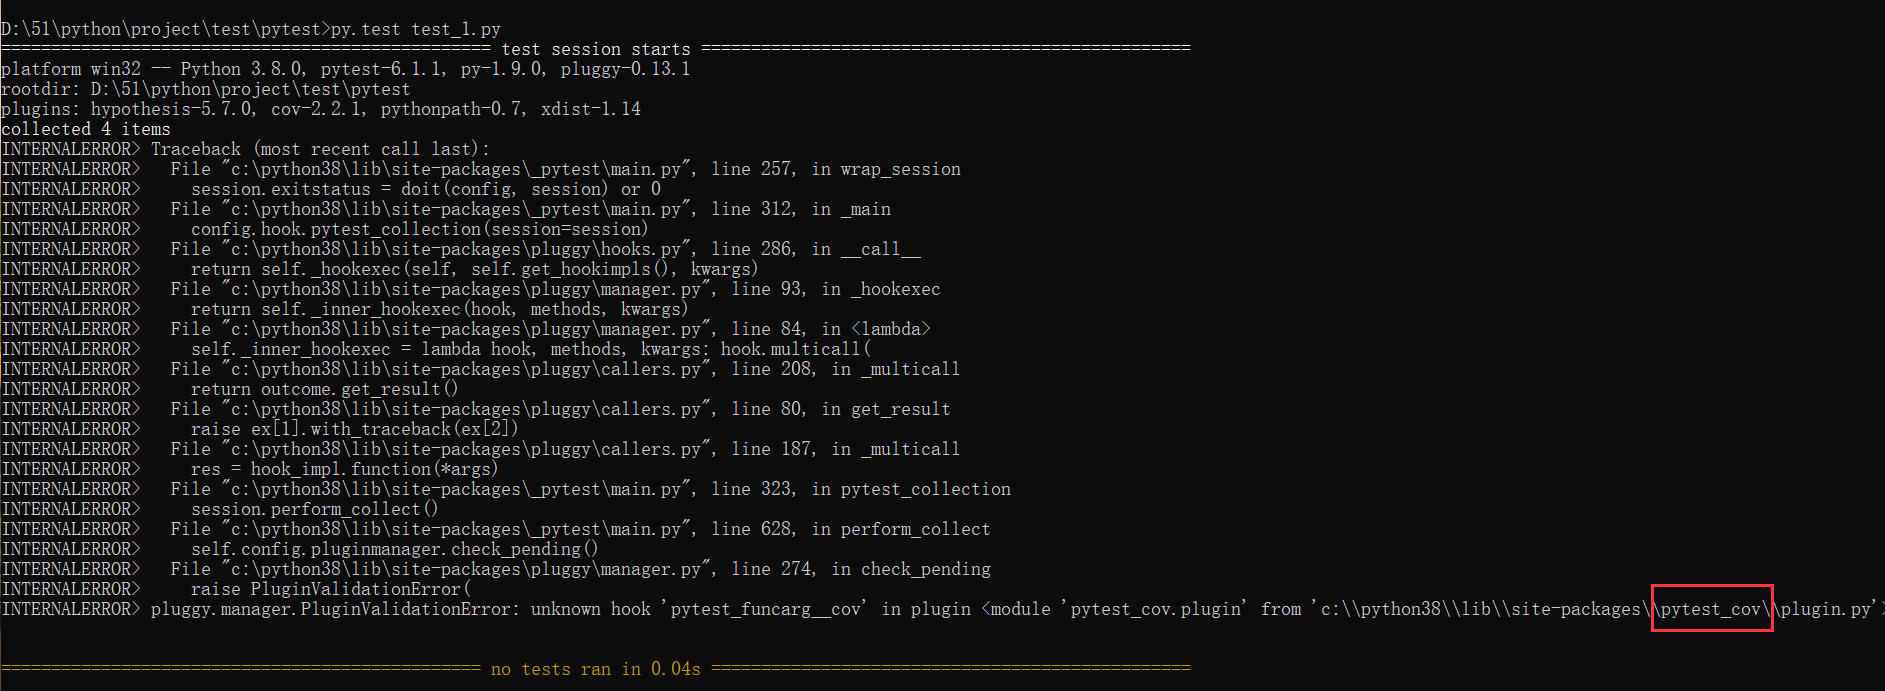 D:\51\python\project\test\pytest>py.test test_1.py
================================================= test session starts =================================================
platform win32 -- Python 3.8.0, pytest-6.1.1, py-1.9.0, pluggy-0.13.1
rootdir: D:\51\python\project\test\pytest
plugins: hypothesis-5.7.0, cov-2.2.1, pythonpath-0.7, xdist-1.14
collected 4 items
INTERNALERROR> Traceback (most recent call last):
INTERNALERROR>   File "c:\python38\lib\site-packages\_pytest\main.py", line 257, in wrap_session
INTERNALERROR>     session.exitstatus = doit(config, session) or 0
INTERNALERROR>   File "c:\python38\lib\site-packages\_pytest\main.py", line 312, in _main
INTERNALERROR>     config.hook.pytest_collection(session=session)
INTERNALERROR>   File "c:\python38\lib\site-packages\pluggy\hooks.py", line 286, in __call__
INTERNALERROR>     return self._hookexec(self, self.get_hookimpls(), kwargs)
INTERNALERROR>   File "c:\python38\lib\site-packages\pluggy\manager.py", line 93, in _hookexec
INTERNALERROR>     return self._inner_hookexec(hook, methods, kwargs)
INTERNALERROR>   File "c:\python38\lib\site-packages\pluggy\manager.py", line 84, in <lambda>
INTERNALERROR>     self._inner_hookexec = lambda hook, methods, kwargs: hook.multicall(
INTERNALERROR>   File "c:\python38\lib\site-packages\pluggy\callers.py", line 208, in _multicall
INTERNALERROR>     return outcome.get_result()
INTERNALERROR>   File "c:\python38\lib\site-packages\pluggy\callers.py", line 80, in get_result
INTERNALERROR>     raise ex[1].with_traceback(ex[2])
INTERNALERROR>   File "c:\python38\lib\site-packages\pluggy\callers.py", line 187, in _multicall
INTERNALERROR>     res = hook_impl.function(*args)
INTERNALERROR>   File "c:\python38\lib\site-packages\_pytest\main.py", line 323, in pytest_collection
INTERNALERROR>     session.perform_collect()
INTERNALERROR>   File "c:\python38\lib\site-packages\_pytest\main.py", line 628, in perform_collect
INTERNALERROR>     self.config.pluginmanager.check_pending()
INTERNALERROR>   File "c:\python38\lib\site-packages\pluggy\manager.py", line 274, in check_pending
INTERNALERROR>     raise PluginValidationError(
INTERNALERROR> pluggy.manager.PluginValidationError: unknown hook 'pytest_funcarg__cov' in plugin <module 'pytest_cov.plugin' from 'c:\\python38\\lib\\site-packages\\pytest_cov\\plugin.py'>
================================================ no tests ran in 0.04s ================================================